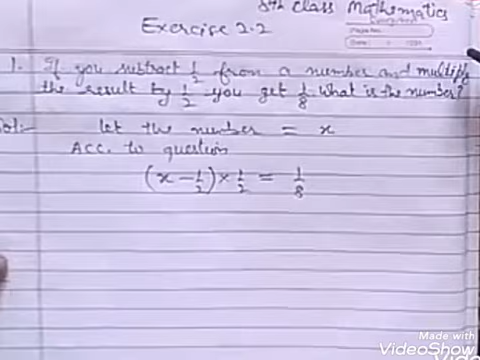 8th class Mathematics
Exercise 2.2
Date:
1. If you subtract 1/2 from a number and multiply
the result by 1/2 you get 1/8. What is the number?
Sol:- let the number = x
Acc. to question
(x - 1/2) × 1/2 = 1/8
Made with
VideoShow